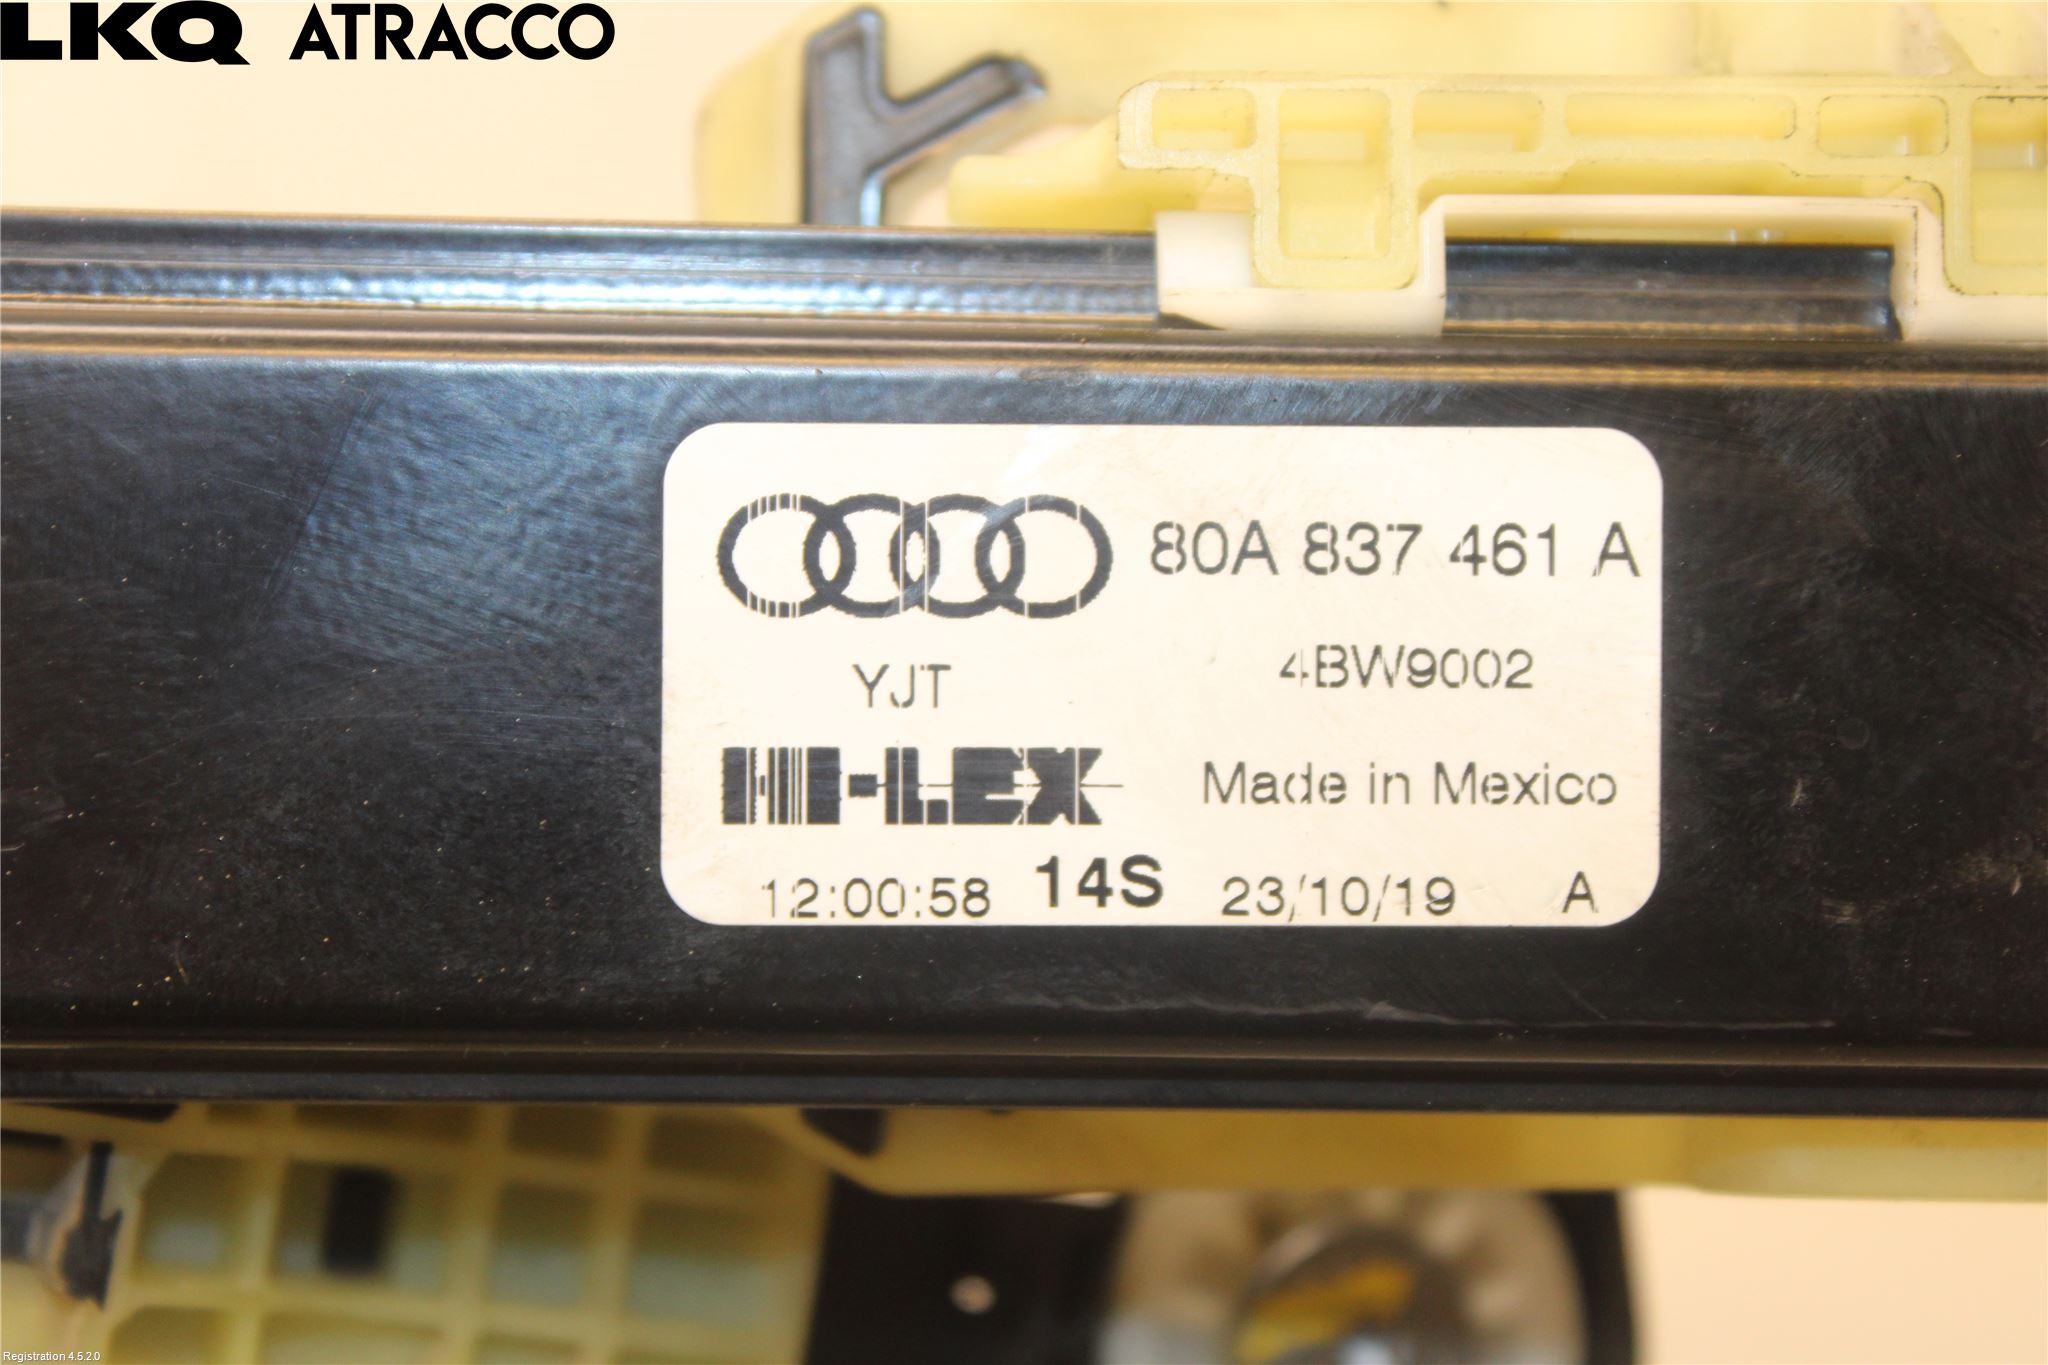 LKQ ATRACCO
80A 837 461 A
YJT
4BW9002
HI-LEX
Made in Mexico
12:00:58 14S 23/10/19 A
Registration 4.5.2.0